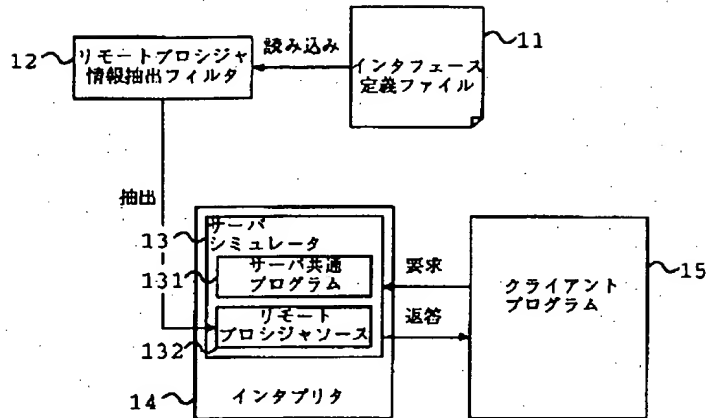 12
リモートプロシジャ
情報抽出フィルタ
読み込み
11
インタフェース
定義ファイル
抽出
13
サーバ
シミュレータ
131
サーバ共通
プログラム
132
リモート
プロシジャソース
14
インタプリタ
要求
返答
クライアント
プログラム
15